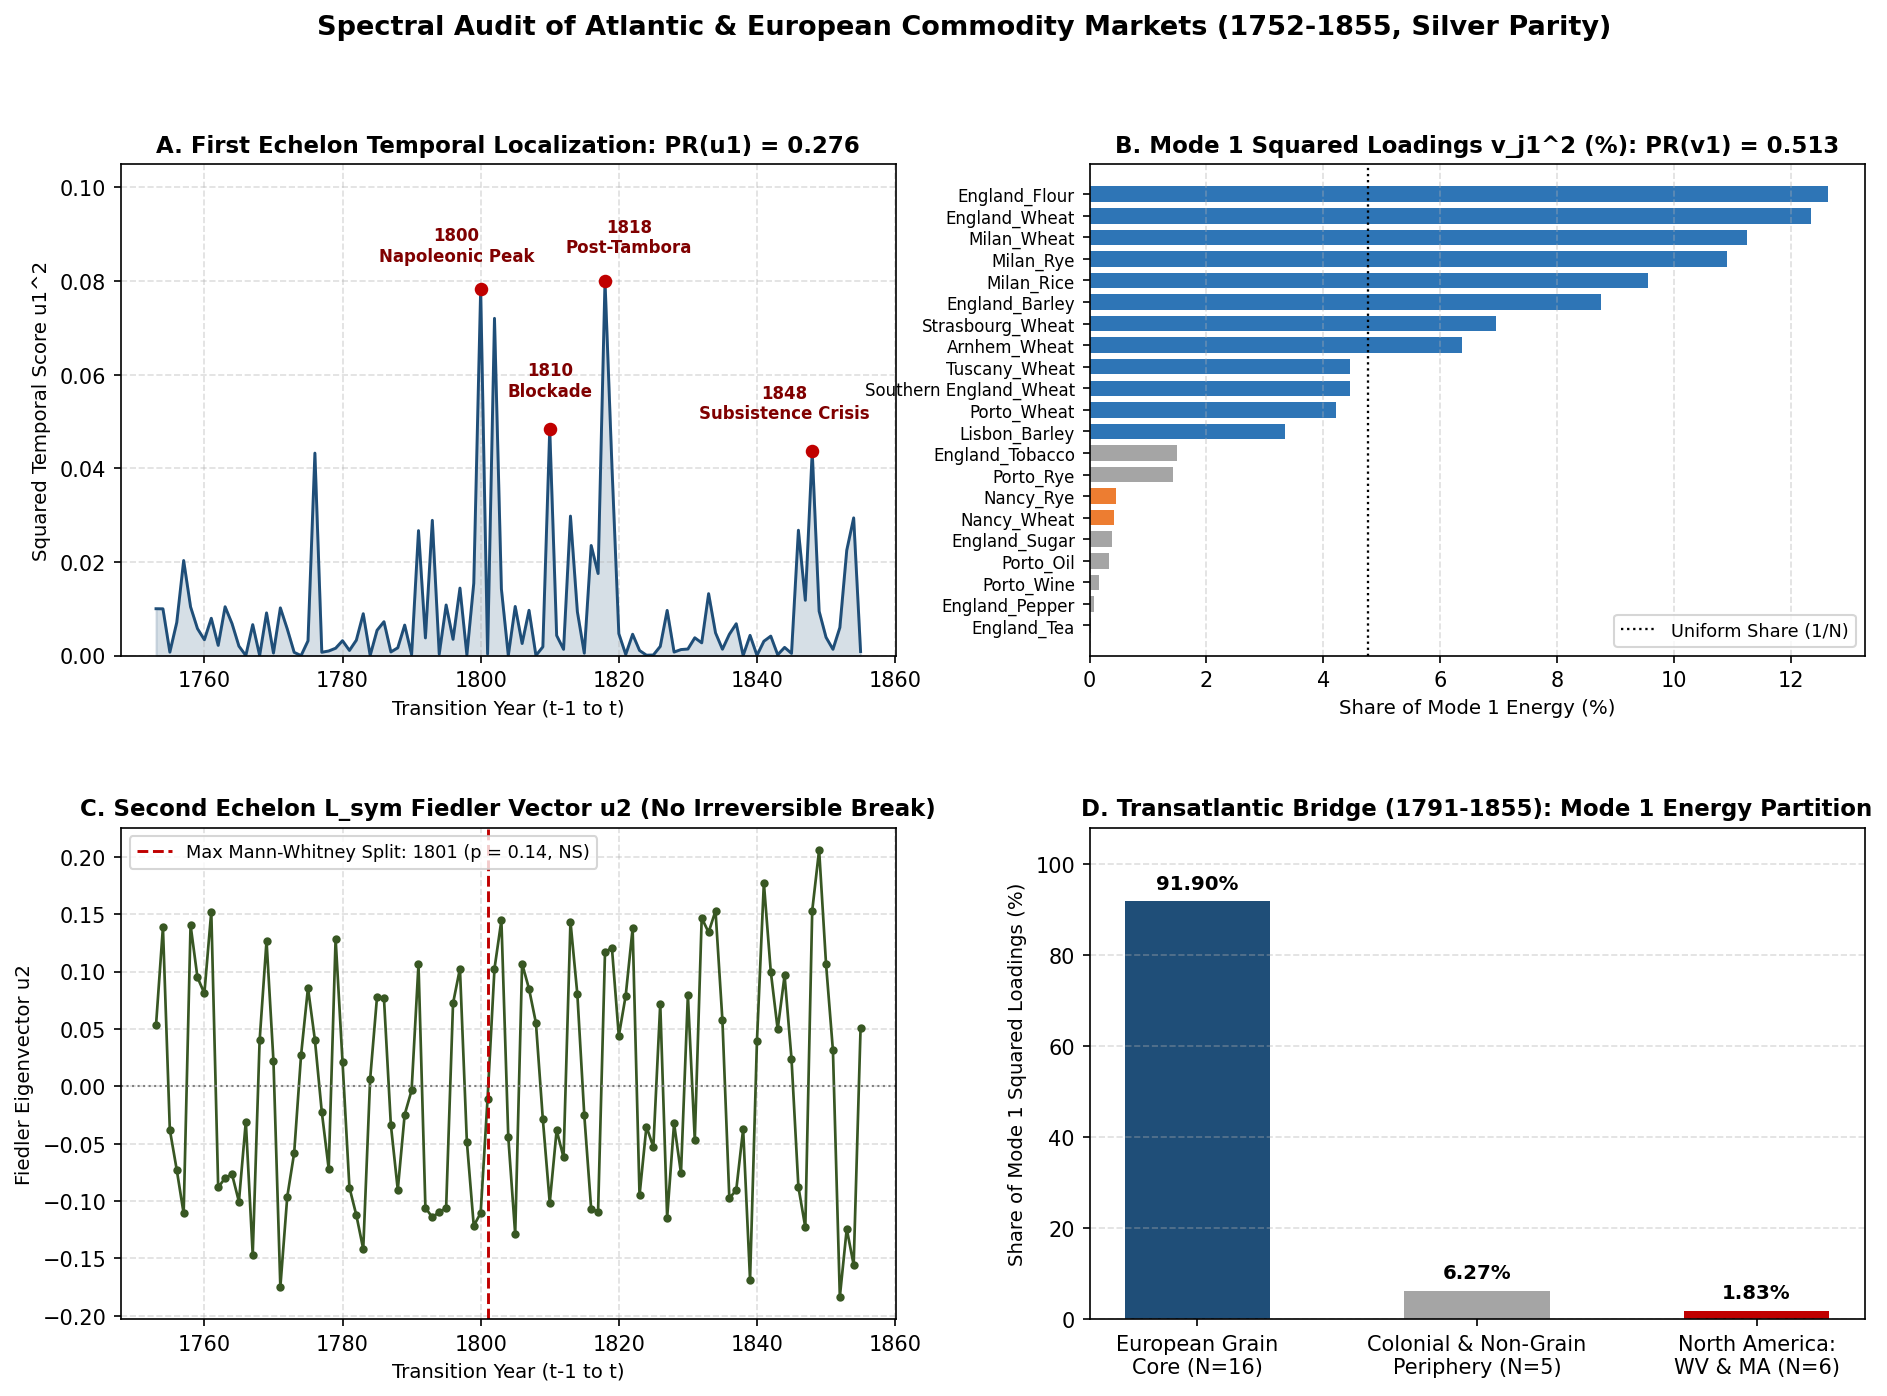 Spectral Audit of Atlantic & European Commodity Markets (1752-1855, Silver Parity)
A. First Echelon Temporal Localization: PR(u1) = 0.276
Squared Temporal Score u1^2
0.10
0.08
0.06
0.04
0.02
0.00
1800
Napoleonic Peak
1818
Post-Tambora
1810
Blockade
1848
Subsistence Crisis
1760
1780
1800
1820
1840
1860
Transition Year (t-1 to t)
B. Mode 1 Squared Loadings v_j1^2 (%): PR(v1) = 0.513
England_Flour
England_Wheat
Milan_Wheat
Milan_Rye
Milan_Rice
England_Barley
Strasbourg_Wheat
Arnhem_Wheat
Tuscany_Wheat
Southern England_Wheat
Porto_Wheat
Lisbon_Barley
England_Tobacco
Porto_Rye
Nancy_Rye
Nancy_Wheat
England_Sugar
Porto_Oil
Porto_Wine
England_Pepper
England_Tea
Uniform Share (1/N)
0
2
4
6
8
10
12
Share of Mode 1 Energy (%)
C. Second Echelon L_sym Fiedler Vector u2 (No Irreversible Break)
Max Mann-Whitney Split: 1801 (p = 0.14, NS)
Fiedler Eigenvector u2
0.20
0.15
0.10
0.05
0.00
−0.05
−0.10
−0.15
−0.20
1760
1780
1800
1820
1840
1860
Transition Year (t-1 to t)
D. Transatlantic Bridge (1791-1855): Mode 1 Energy Partition
Share of Mode 1 Squared Loadings (%)
100
80
60
40
20
0
91.90%
6.27%
1.83%
European Grain
Core (N=16)
Colonial & Non-Grain
Periphery (N=5)
North America:
WV & MA (N=6)